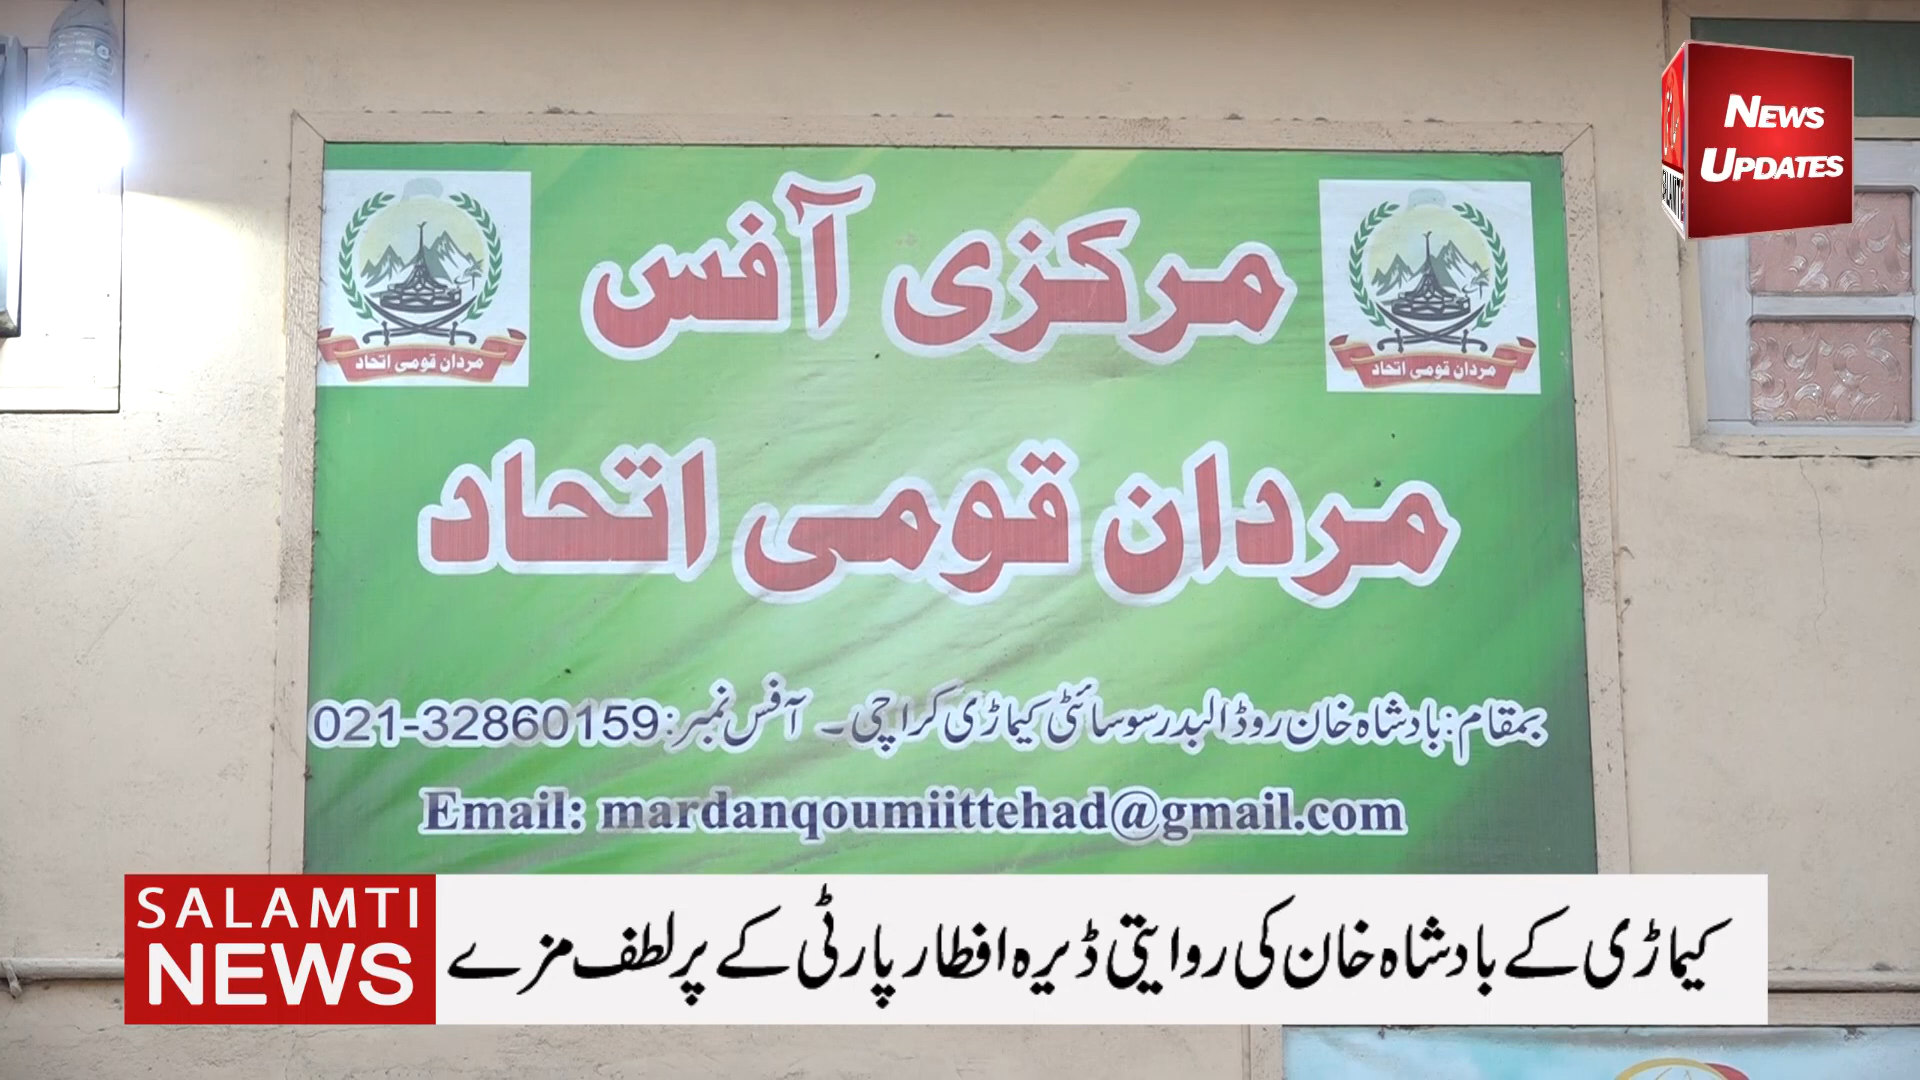 NEWS
UPDATES
مرکزی آفس
مردان قومی اتحاد
مردان قومی اتحاد
مردان قومی اتحاد
بمقام: بادشاہ خان روڈ البدر سوسائٹی کیماڑی کراچی ۔ آفس نمبر: 021-32860159
Email: mardanqoumiittehad@gmail.com
SALAMTI
NEWS
کیماڑی کے بادشاہ خان کی روایتی ڈیرہ افطار پارٹی کے پر لطف مزے